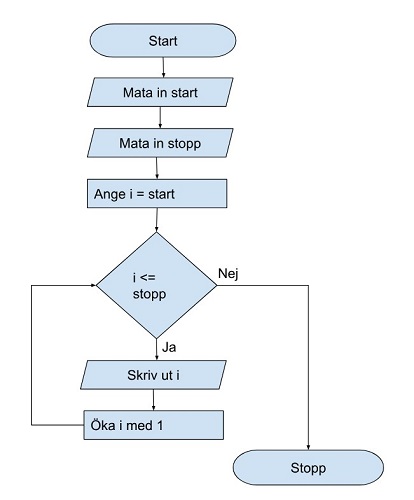 Start
Mata in start
Mata in stopp
Ange i = start
i <=
stopp
Nej
Ja
Skriv ut i
Öka i med 1
Stopp